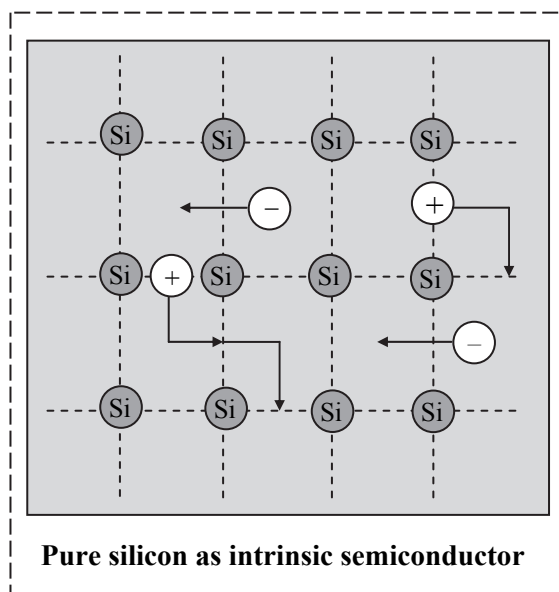 Si Si Si Si
− +
Si + Si Si Si
−
Si Si Si Si
Pure silicon as intrinsic semiconductor